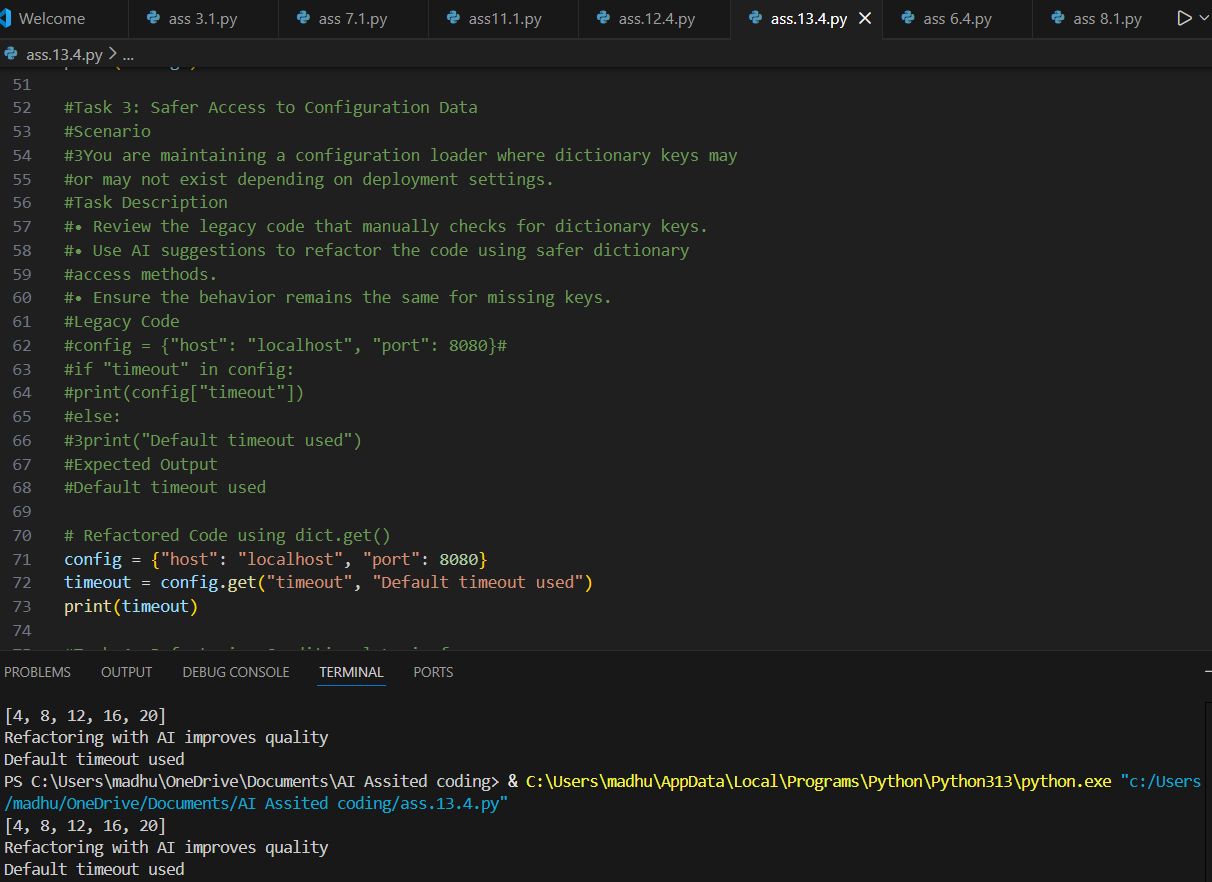 Welcome
ass 3.1.py
ass 7.1.py
ass11.1.py
ass.12.4.py
ass.13.4.py
ass 6.4.py
ass 8.1.py
ass.13.4.py > ...
51
52 #Task 3: Safer Access to Configuration Data
53 #Scenario
54 #3You are maintaining a configuration loader where dictionary keys may
55 #or may not exist depending on deployment settings.
56 #Task Description
57 #• Review the legacy code that manually checks for dictionary keys.
58 #• Use AI suggestions to refactor the code using safer dictionary
59 #access methods.
60 #• Ensure the behavior remains the same for missing keys.
61 #Legacy Code
62 #config = {"host": "localhost", "port": 8080}#
63 #if "timeout" in config:
64 #print(config["timeout"])
65 #else:
66 #3print("Default timeout used")
67 #Expected Output
68 #Default timeout used
69
70 # Refactored Code using dict.get()
71 config = {"host": "localhost", "port": 8080}
72 timeout = config.get("timeout", "Default timeout used")
73 print(timeout)
74
PROBLEMS
OUTPUT
DEBUG CONSOLE
TERMINAL
PORTS
[4, 8, 12, 16, 20]
Refactoring with AI improves quality
Default timeout used
PS C:\Users\madhu\OneDrive\Documents\AI Assited coding> & C:\Users\madhu\AppData\Local\Programs\Python\Python313\python.exe "c:/Users
/madhu/OneDrive/Documents/AI Assited coding/ass.13.4.py"
[4, 8, 12, 16, 20]
Refactoring with AI improves quality
Default timeout used